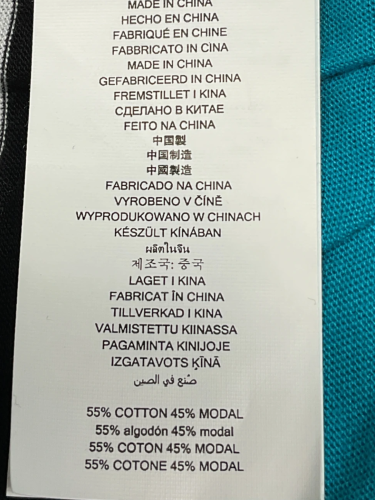 MADE IN CHINA
HECHO EN CHINA
FABRIQUÉ EN CHINE
FABBRICATO IN CINA
MADE IN CHINA
GEFABRICEERD IN CHINA
FREMSTILLET I KINA
СДЕЛАНО В КИТАЕ
FEITO NA CHINA
中国製
中国制造
中國製造
FABRICADO NA CHINA
VYROBENO V ČÍNĚ
WYPRODUKOWANO W CHINACH
KÉSZÜLT KÍNÁBAN
ผลิตในจีน
제조국: 중국
LAGET I KINA
FABRICAT ÎN CHINA
TILLVERKAD I KINA
VALMISTETTU KIINASSA
PAGAMINTA KINIJOJE
IZGATAVOTS ĶĪNĀ
صُنع في الصين
55% COTTON 45% MODAL
55% algodón 45% modal
55% COTON 45% MODAL
55% COTONE 45% MODAL